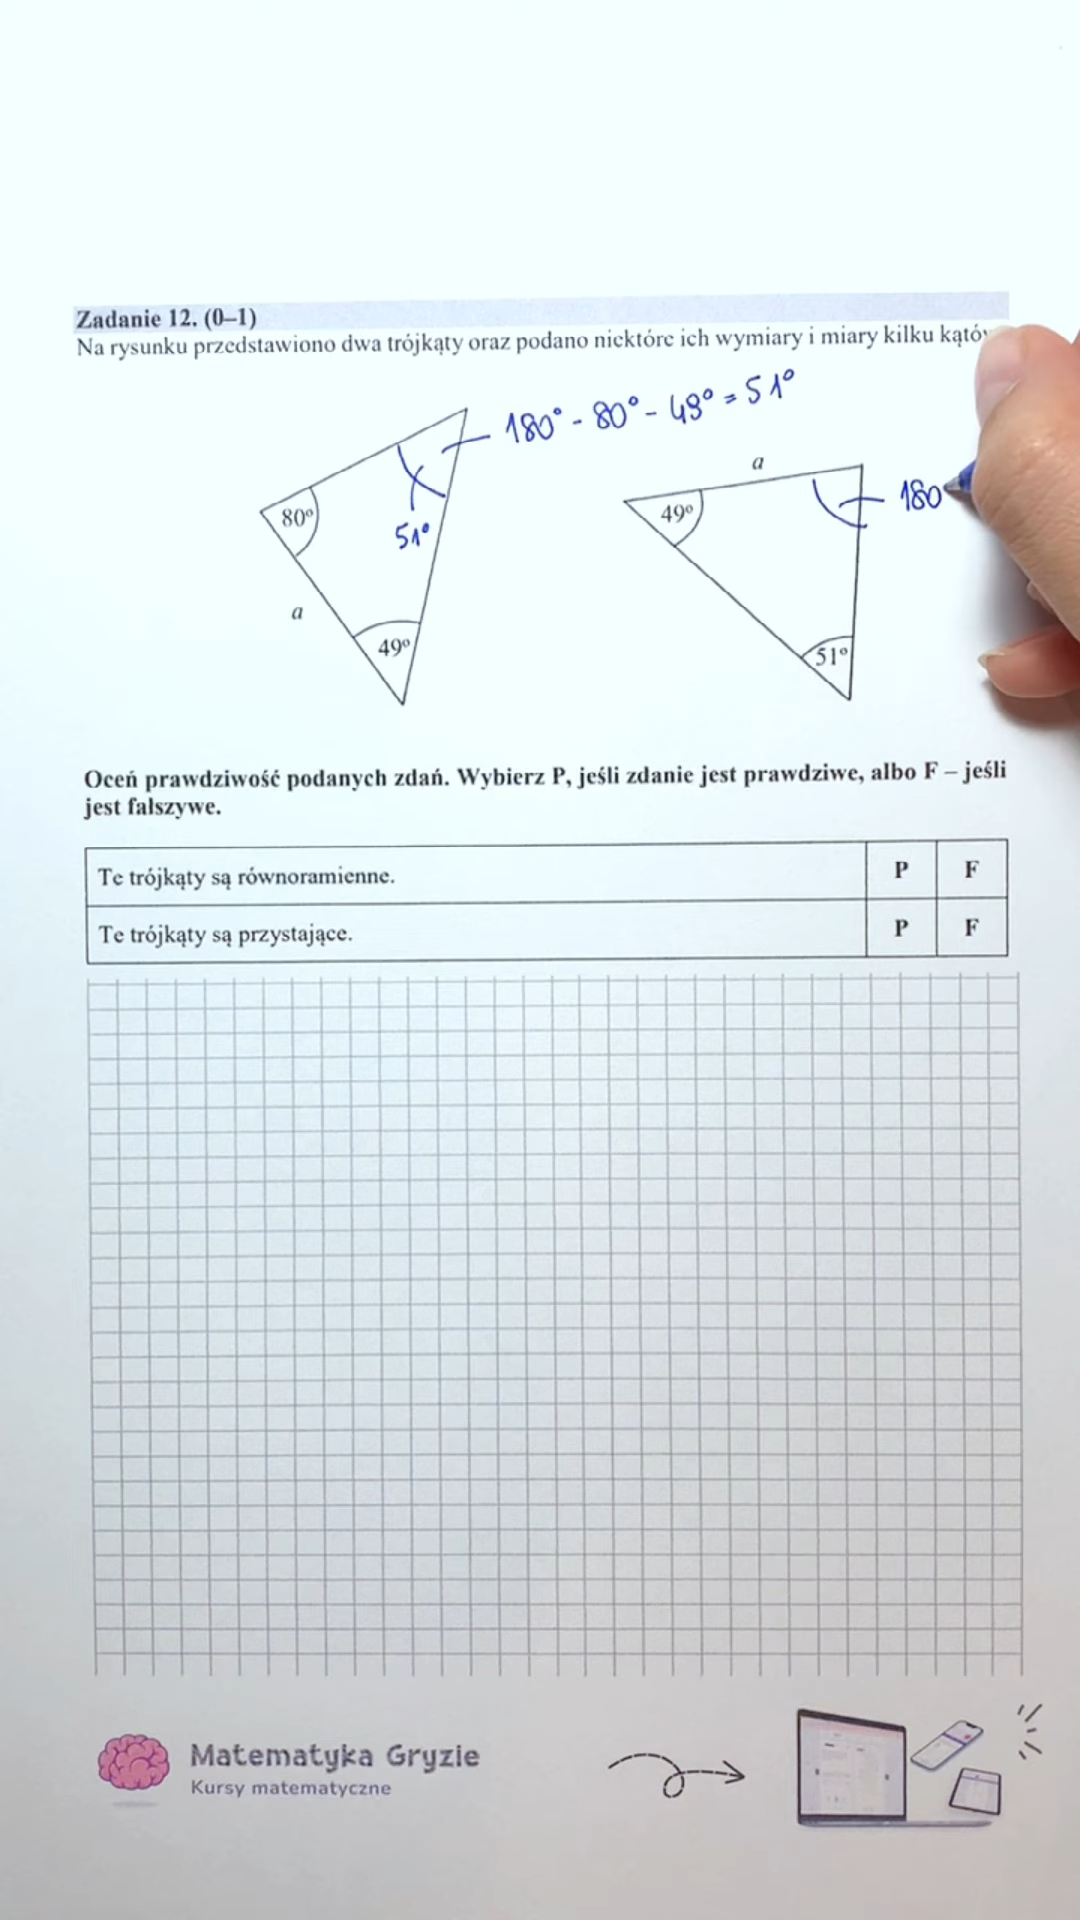 Zadanie 12. (0–1)
Na rysunku przedstawiono dwa trójkąty oraz podano niektóre ich wymiary i miary kilku
180° - 80° - 49° = 51°
a
80°
51°
49°
180
a
49°
51°
Oceń prawdziwość podanych zdań. Wybierz P, jeśli zdanie jest prawdziwe, albo F – jeśli
jest fałszywe.
Te trójkąty są równoramienne. P F
Te trójkąty są przystające. P F
Matematyka Gryzie
Kursy matematyczne